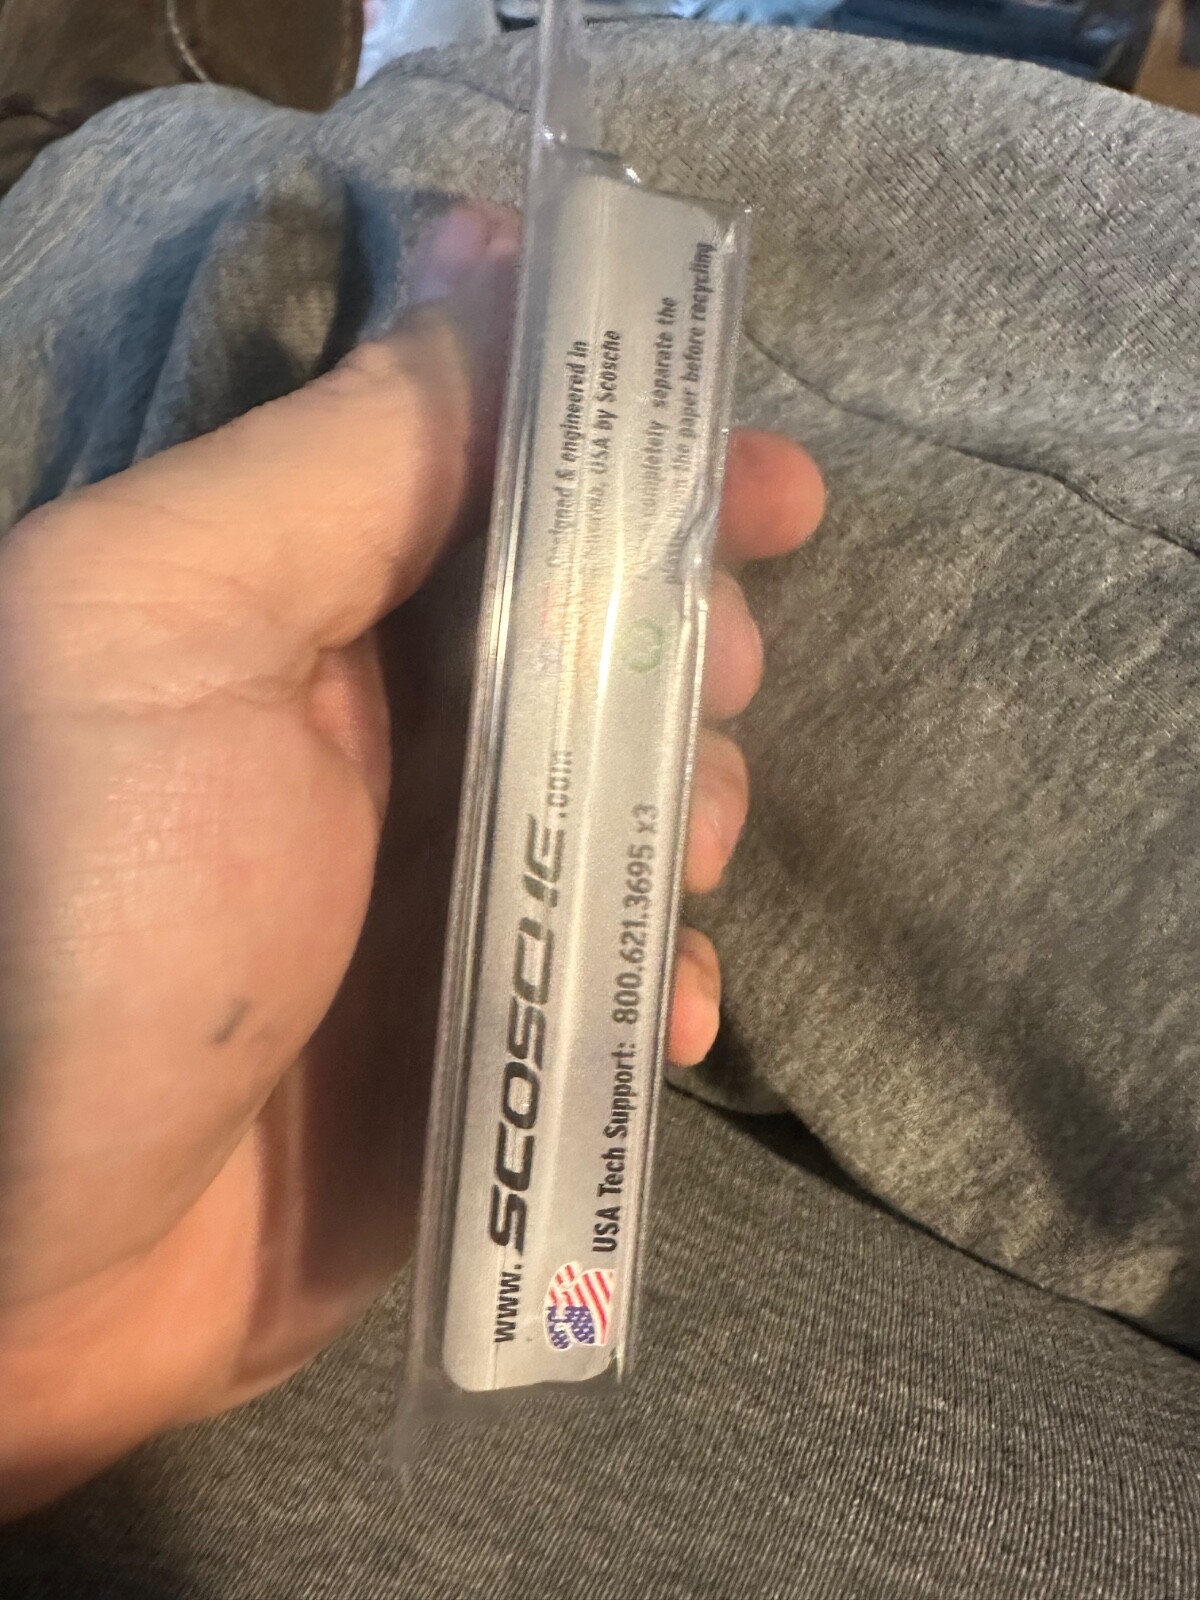 www.SCOSCHE.com
USA Tech Support: 800.621.3695 x3
Designed & engineered in
USA by Scosche
completely separate the
the paper before recycling